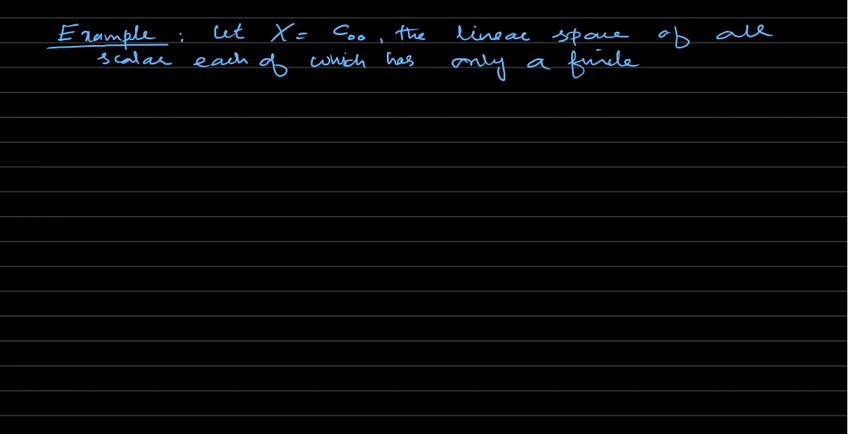 Example : Let X = C₀₀, the linear space of all
scalar each of which has only a finite